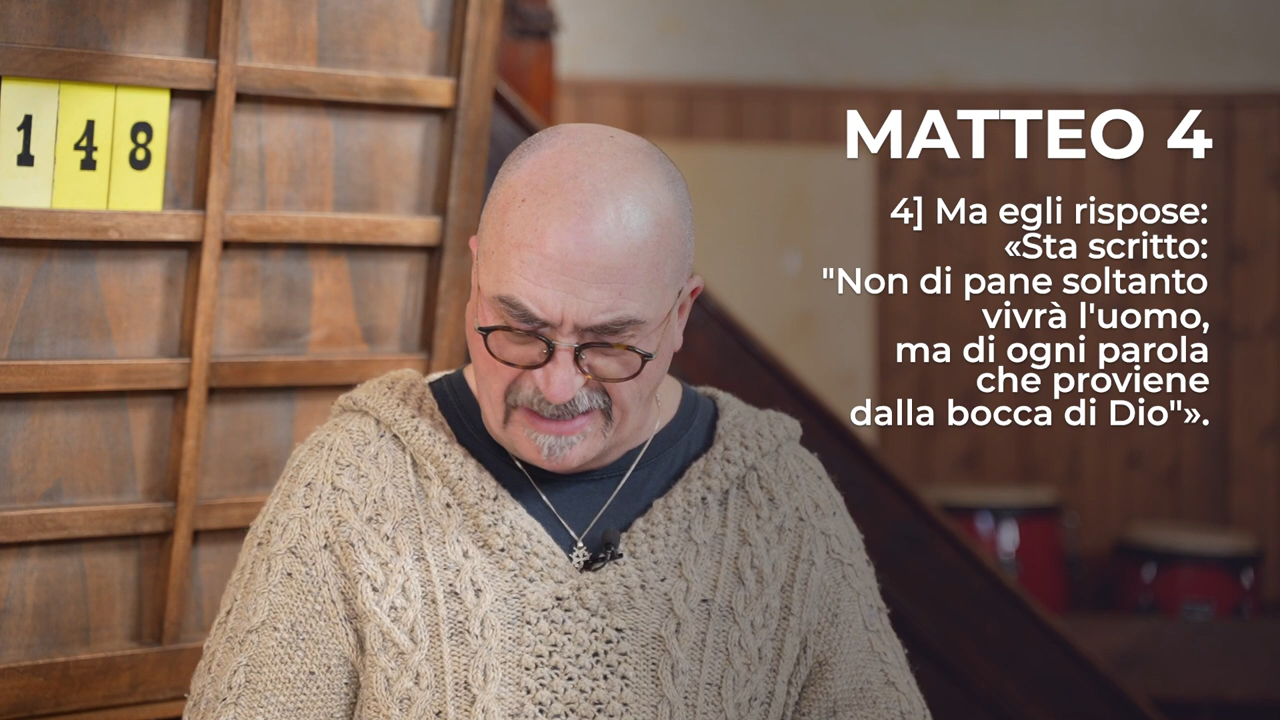 148
MATTEO 4
4] Ma egli rispose:
«Sta scritto:
"Non di pane soltanto
vivrà l'uomo,
ma di ogni parola
che proviene
dalla bocca di Dio"».